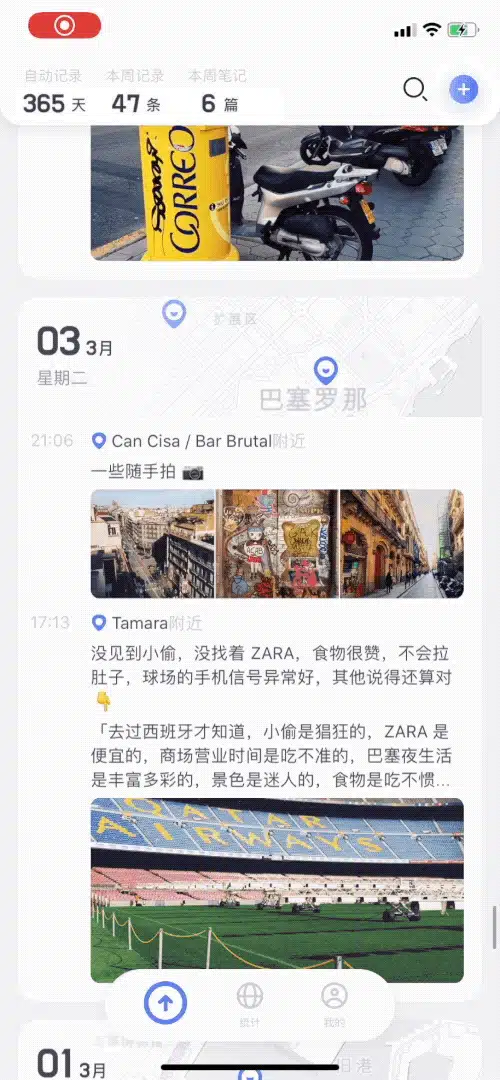 自动记录 本周记录 本周笔记
365 天 47 条 6 篇
CORREO
扩展区
03 3月
星期二
巴塞罗那
21:06 Can Cisa / Bar Brutal附近
一些随手拍 📷
ACAB
17:13 Tamara附近
没见到小偷，没找着 ZARA，食物很赞，不会拉
肚子，球场的手机信号异常好，其他说得还算对
👇
「去过西班牙才知道，小偷是猖狂的，ZARA 是
便宜的，商场营业时间是吃不准的，巴塞夜生活
是丰富多彩的，景色是迷人的，食物是吃不惯...
QATAR
AIRWAYS
统计 我的
01 3月
旧港